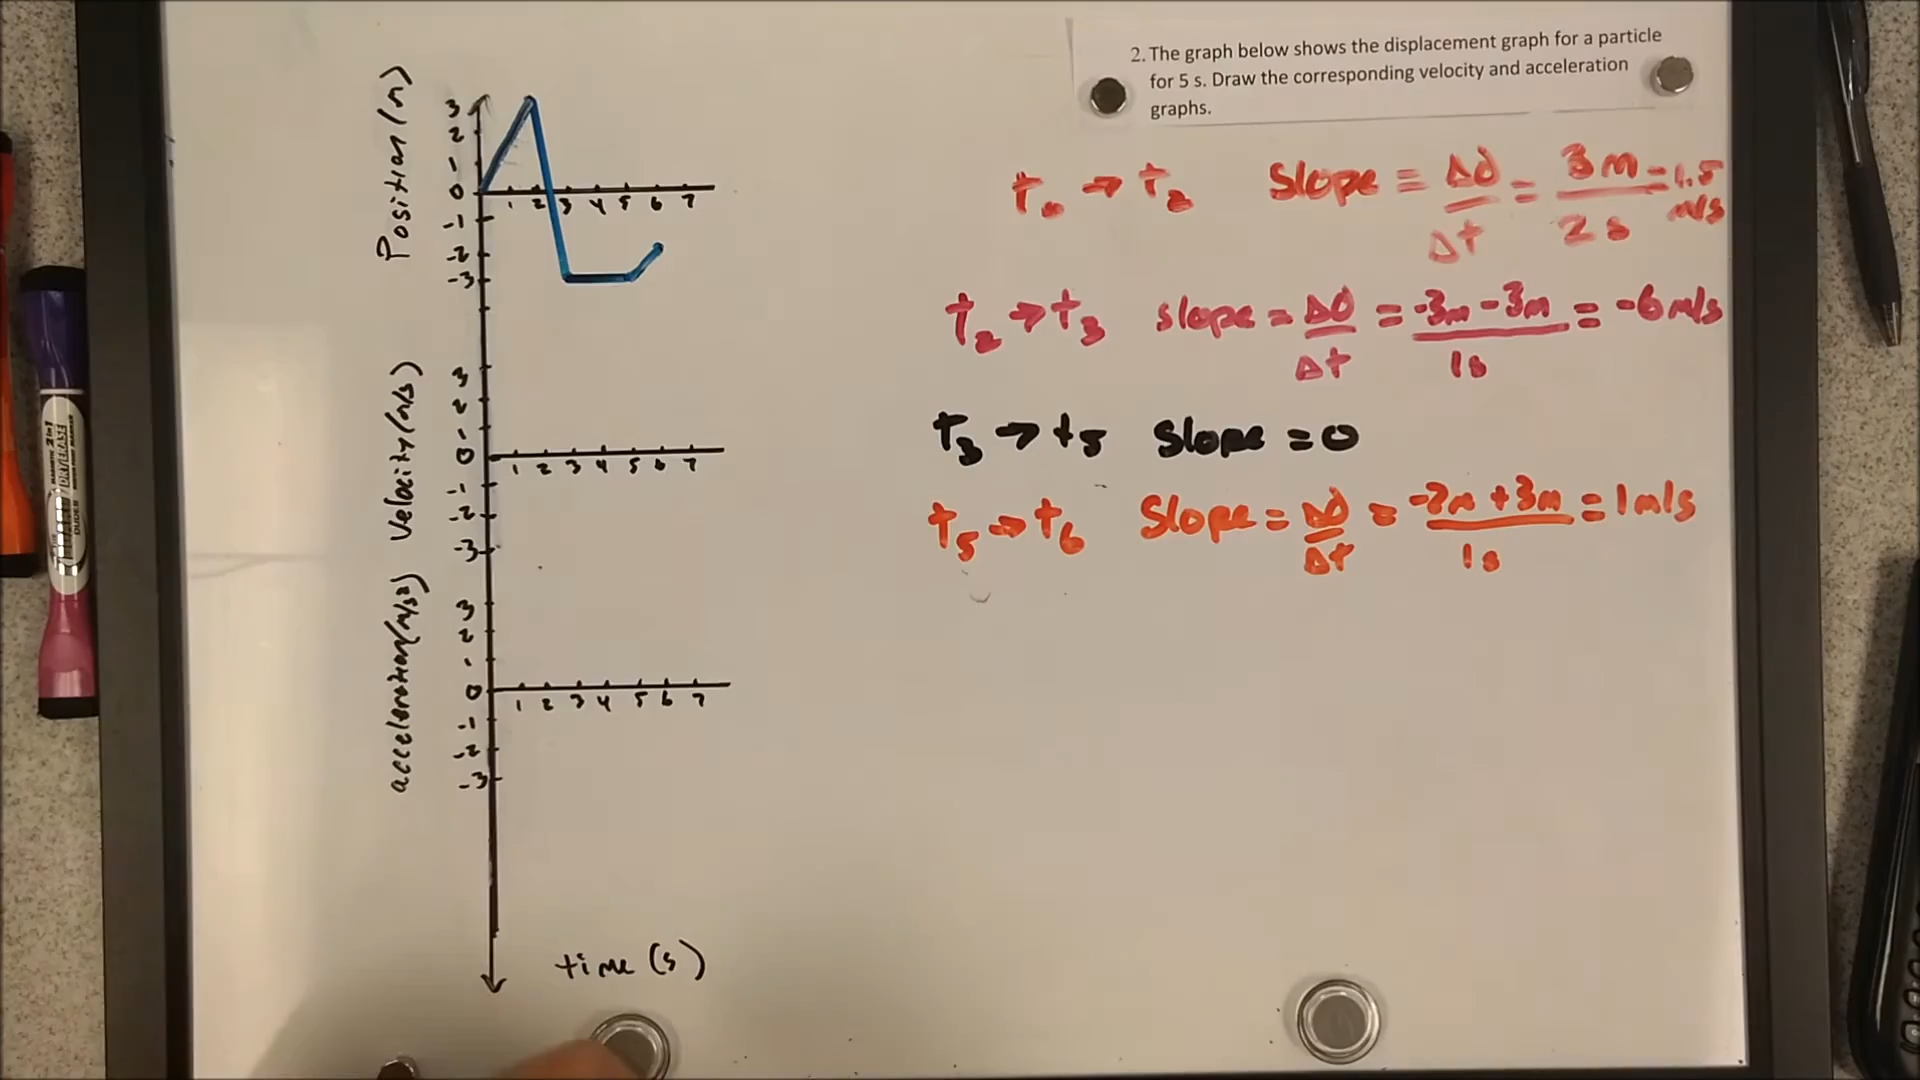 2. The graph below shows the displacement graph for a particle
for 5 s. Draw the corresponding velocity and acceleration
graphs.
Position (m)
3
2
1
0
-1
-2
-3
1 2 3 4 5 6 7
Velocity (m/s)
3
2
1
0
-1
-2
-3
1 2 3 4 5 6 7
acceleration (m/s2)
3
2
1
0
-1
-2
-3
1 2 3 4 5 6 7
time (s)
t0 → t2 Slope = Δd/Δt = 3m/2s = 1.5 m/s
t2 → t3 slope = Δd/Δt = -3m - 3m/1s = -6 m/s
t3 → t5 Slope = 0
t5 → t6 Slope = Δd/Δt = -2m + 3m/1s = 1 m/s